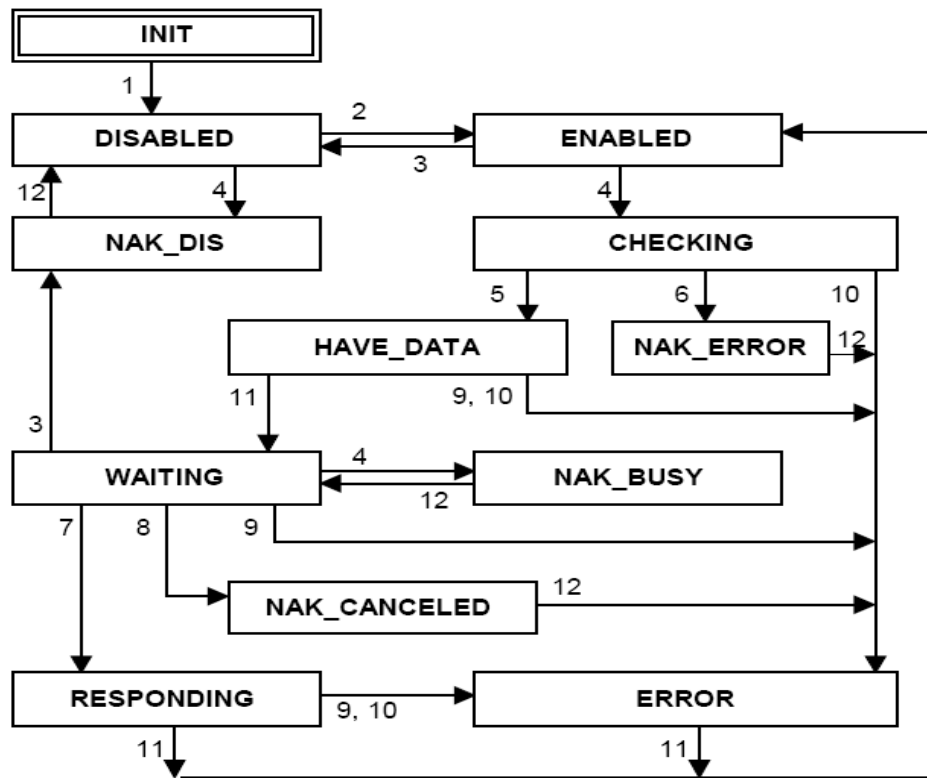 INIT
1
DISABLED
2
3
ENABLED
12
4
4
NAK_DIS
CHECKING
5
6
10
HAVE_DATA
NAK_ERROR
12
11
9, 10
3
WAITING
4
12
NAK_BUSY
7
8
9
NAK_CANCELED
12
RESPONDING
9, 10
ERROR
11
11